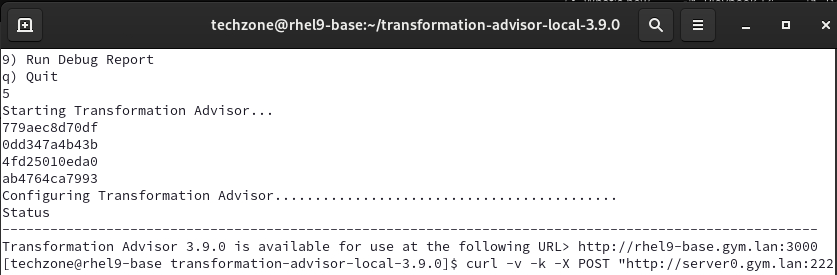 techzone@rhel9-base:~/transformation-advisor-local-3.9.0
9) Run Debug Report
q) Quit
5
Starting Transformation Advisor...
779aec8d70df
0dd347a4b43b
4fd25010eda0
ab4764ca7993
Configuring Transformation Advisor...........................................
Status
------------------------------------------------------------------------------------------------------
Transformation Advisor 3.9.0 is available for use at the following URL> http://rhel9-base.gym.lan:3000
[techzone@rhel9-base transformation-advisor-local-3.9.0]$ curl -v -k -X POST "http://server0.gym.lan:222